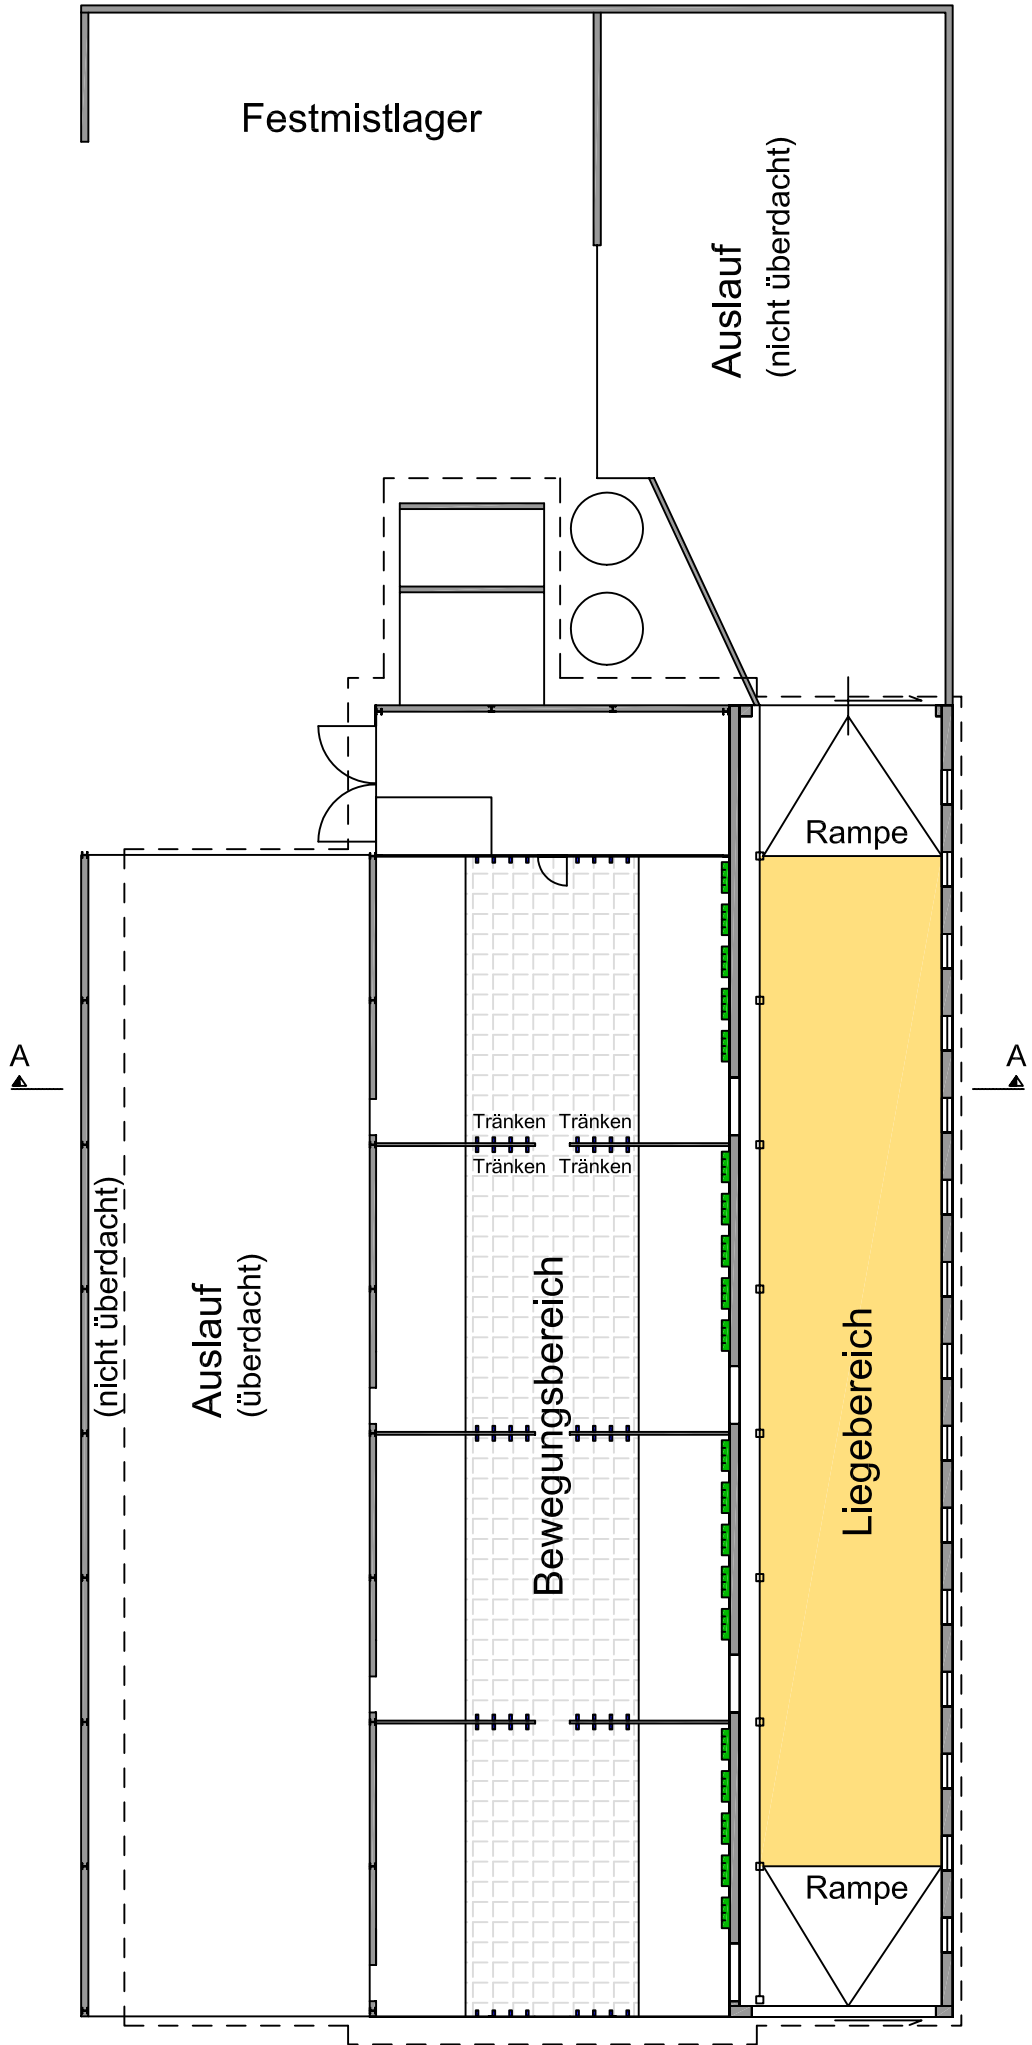 Festmistlager
Auslauf
(nicht überdacht)
Rampe
A
A
Tränken Tränken
Tränken Tränken
(nicht überdacht)
Auslauf
(überdacht)
Bewegungsbereich
Liegebereich
Rampe